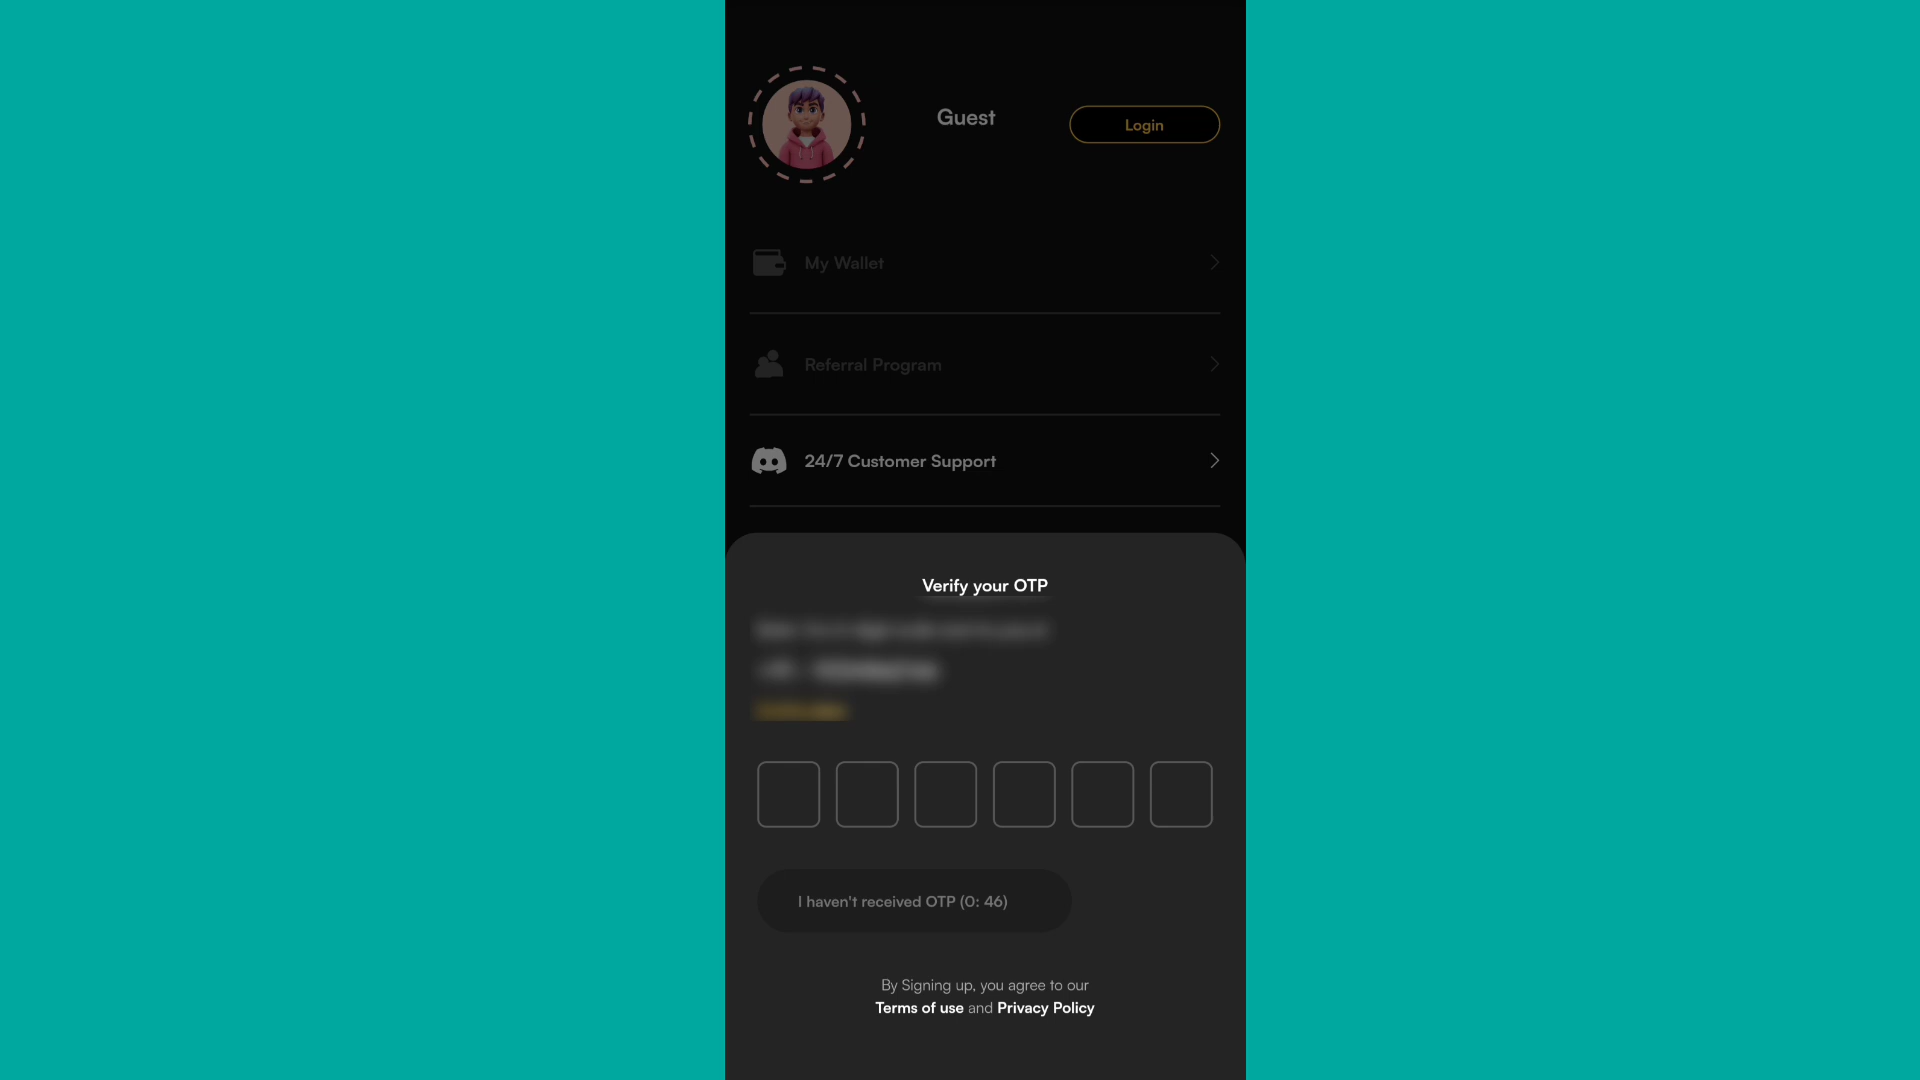 Guest
Login
My Wallet
Referral Program
24/7 Customer Support
Verify your OTP
I haven't received OTP (0: 46)
By Signing up, you agree to our
Terms of use and Privacy Policy